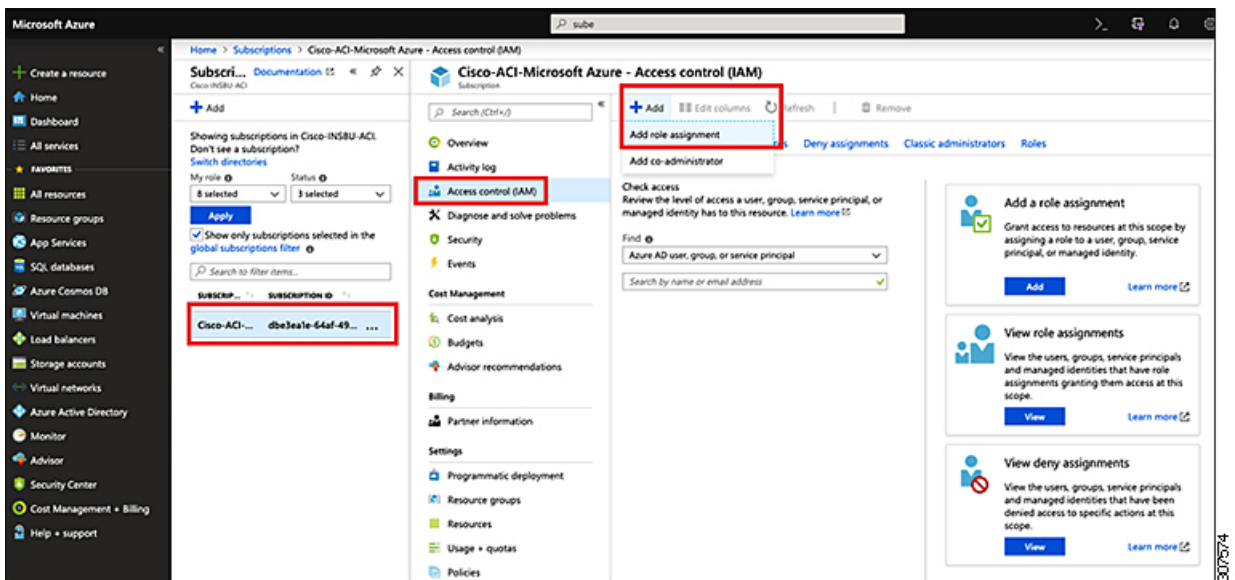 Microsoft Azure
sube
Home > Subscriptions > Cisco-ACI-Microsoft Azure - Access control (IAM)
Create a resource
Home
Dashboard
All services
FAVORITES
All resources
Resource groups
App Services
SQL databases
Azure Cosmos DB
Virtual machines
Load balancers
Storage accounts
Virtual networks
Azure Active Directory
Monitor
Advisor
Security Center
Cost Management + Billing
Help + support
Subscri... Documentation
Cisco INSBU-ACI
Add
Showing subscriptions in Cisco-INSBU-ACI.
Don't see a subscription?
Switch directories
My role Status
8 selected 3 selected
Apply
Show only subscriptions selected in the
global subscriptions filter
Search to filter items...
SUBSCRIP... SUBSCRIPTION ID
Cisco-ACI-... dbe3ea1e-64af-49... ...
Cisco-ACI-Microsoft Azure - Access control (IAM)
Subscription
Search (Ctrl+/)
Overview
Activity log
Access control (IAM)
Diagnose and solve problems
Security
Events
Cost Management
Cost analysis
Budgets
Advisor recommendations
Billing
Partner information
Settings
Programmatic deployment
Resource groups
Resources
Usage + quotas
Policies
Add Edit columns Refresh Remove
Add role assignment
Add co-administrator
Deny assignments Classic administrators Roles
Check access
Review the level of access a user, group, service principal, or
managed identity has to this resource. Learn more
Find
Azure AD user, group, or service principal
Search by name or email address
Add a role assignment
Grant access to resources at this scope by
assigning a role to a user, group, service
principal, or managed identity.
Add Learn more
View role assignments
View the users, groups, service principals
and managed identities that have role
assignments granting them access at this
scope.
View Learn more
View deny assignments
View the users, groups, service principals
and managed identities that have been
denied access to specific actions at this
scope.
View Learn more
307574